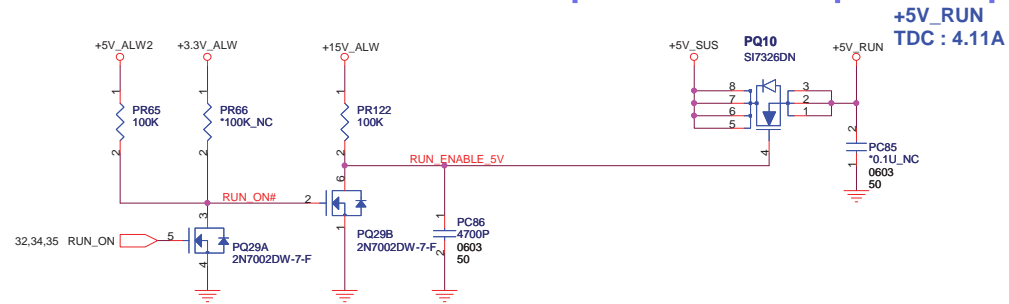 +5V_RUN
TDC : 4.11A
+5V_ALW2
+3.3V_ALW
+15V_ALW
+5V_SUS
PQ10
SI7326DN
+5V_RUN
1
PR65
100K
2
1
PR66
*100K_NC
2
1
PR122
100K
2
8
7
6
5
3
2
1
4
2
PC85
*0.1U_NC
1
0603
50
RUN_ENABLE_5V
6
RUN_ON#
2
3
1
PQ29B
2N7002DW-7-F
1
PC86
4700P
0603
2
50
32,34,35
RUN_ON
5
PQ29A
2N7002DW-7-F
4